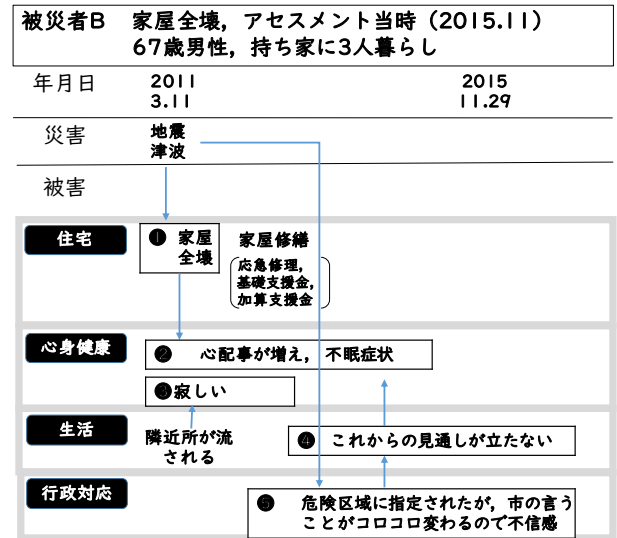 被災者B 家屋全壊，アセスメント当時（2015.11）
67歳男性，持ち家に3人暮らし
年月日 2011 2015
3.11 11.29
災害 地震
津波
被害
住宅 ❶ 家屋 家屋修繕
全壊 応急修理，
基礎支援金，
加算支援金
心身健康 ❷ 心配事が増え，不眠症状
❸寂しい
生活 隣近所が流 ❹ これからの見通しが立たない
される
行政対応 ❺ 危険区域に指定されたが，市の言う
ことがコロコロ変わるので不信感